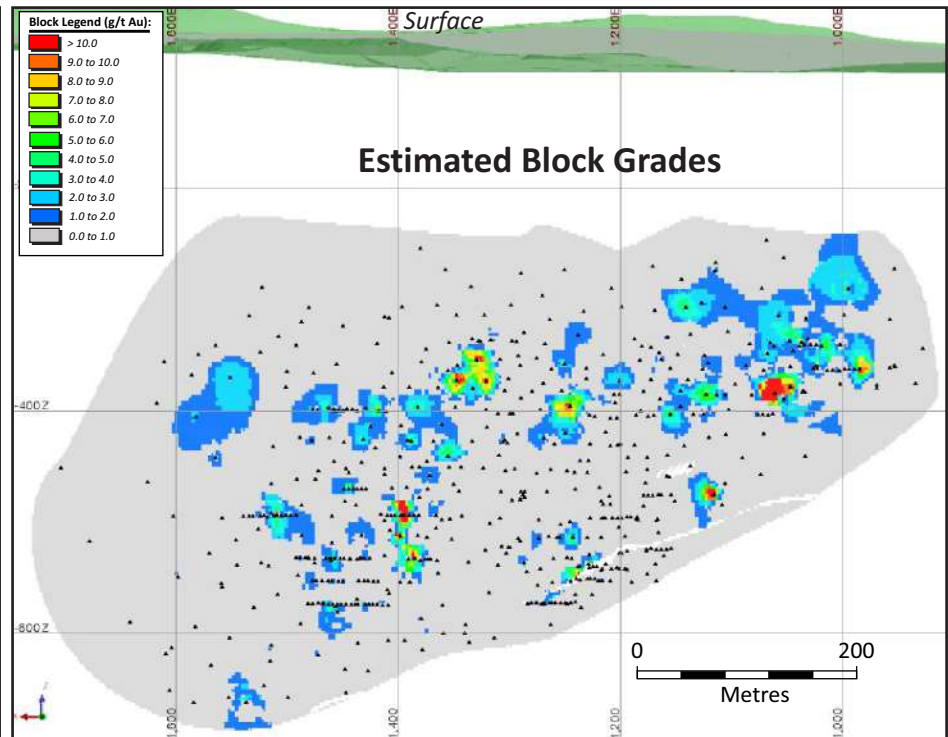 Block Legend (g/t Au):
> 10.0
9.0 to 10.0
8.0 to 9.0
7.0 to 8.0
6.0 to 7.0
5.0 to 6.0
4.0 to 5.0
3.0 to 4.0
2.0 to 3.0
1.0 to 2.0
0.0 to 1.0
Surface
1,400E
1,200E
1,000E
Estimated Block Grades
-400Z
-600Z
0 200
Metres
1,600
1,400
1,200
1,000